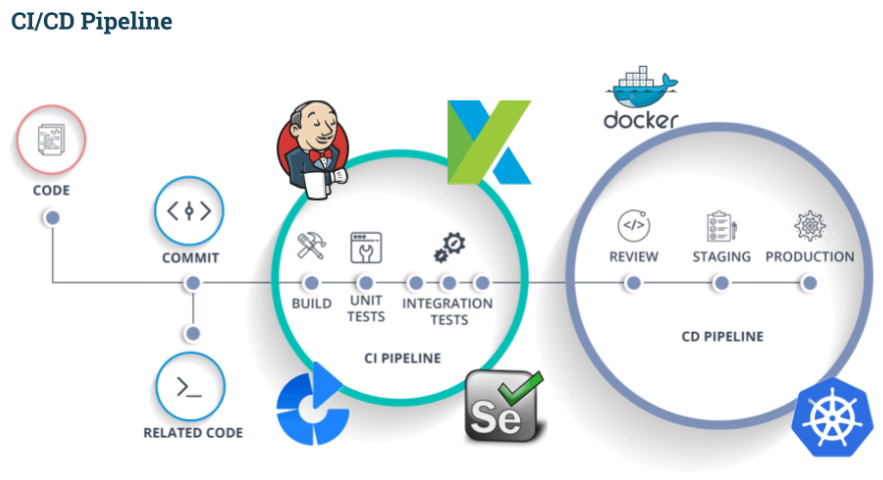 CI/CD Pipeline
docker
CODE
COMMIT
RELATED CODE
BUILD
UNIT
TESTS
INTEGRATION
TESTS
CI PIPELINE
Se
REVIEW
STAGING
PRODUCTION
CD PIPELINE